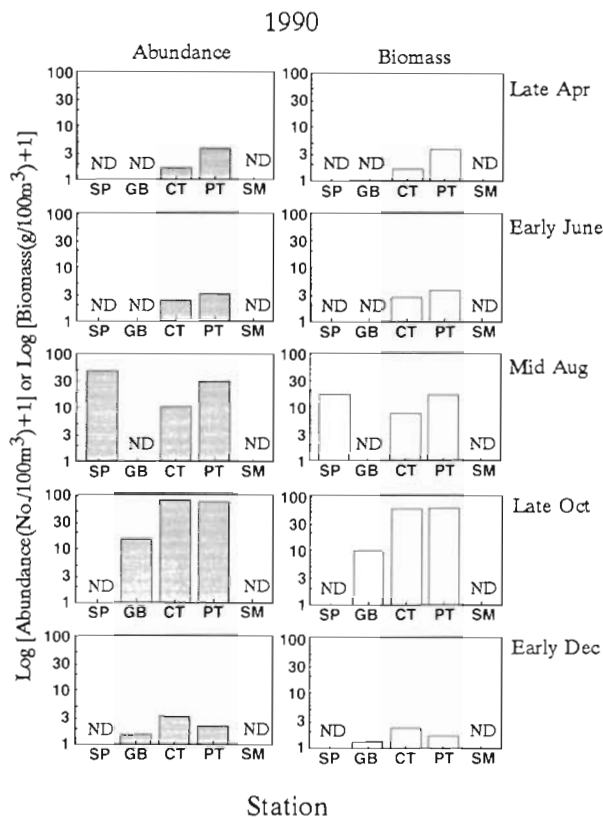 1990
Abundance
Biomass
Log [Abundance(No./100m³)+1] or Log [Biomass(g/100m³)+1]
100
30
10
3
1
ND ND ND
SP GB CT PT SM
100
30
10
3
1
ND ND ND
SP GB CT PT SM
Late Apr
100
30
10
3
1
ND ND ND
SP GB CT PT SM
100
30
10
3
1
ND ND ND
SP GB CT PT SM
Early June
100
30
10
3
1
ND ND
SP GB CT PT SM
100
30
10
3
1
ND ND
SP GB CT PT SM
Mid Aug
100
30
10
3
1
ND ND
SP GB CT PT SM
100
30
10
3
1
ND ND
SP GB CT PT SM
Late Oct
100
30
10
3
1
ND ND
SP GB CT PT SM
100
30
10
3
1
ND ND
SP GB CT PT SM
Early Dec
Station